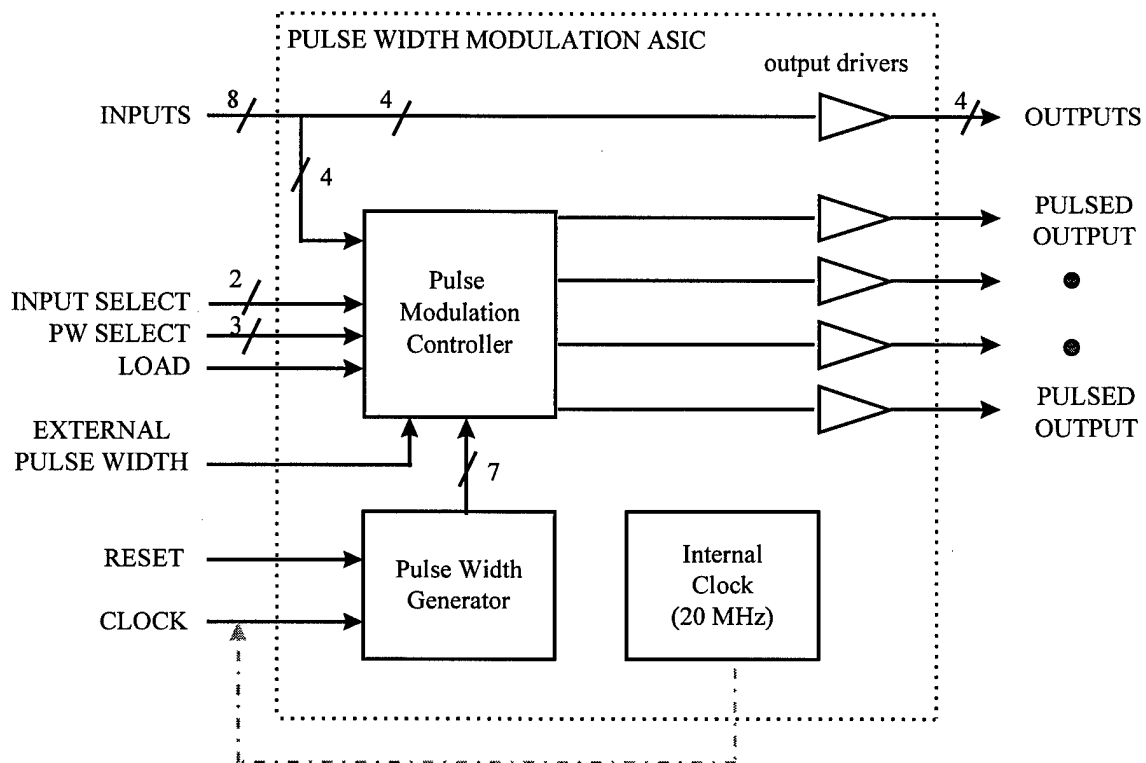 PULSE WIDTH MODULATION ASIC
output drivers
INPUTS
8
4
4
OUTPUTS
4
PULSED
OUTPUT
Pulse
Modulation
Controller
INPUT SELECT
2
PW SELECT
3
LOAD
PULSED
OUTPUT
EXTERNAL
PULSE WIDTH
7
RESET
CLOCK
Pulse Width
Generator
Internal
Clock
(20 MHz)